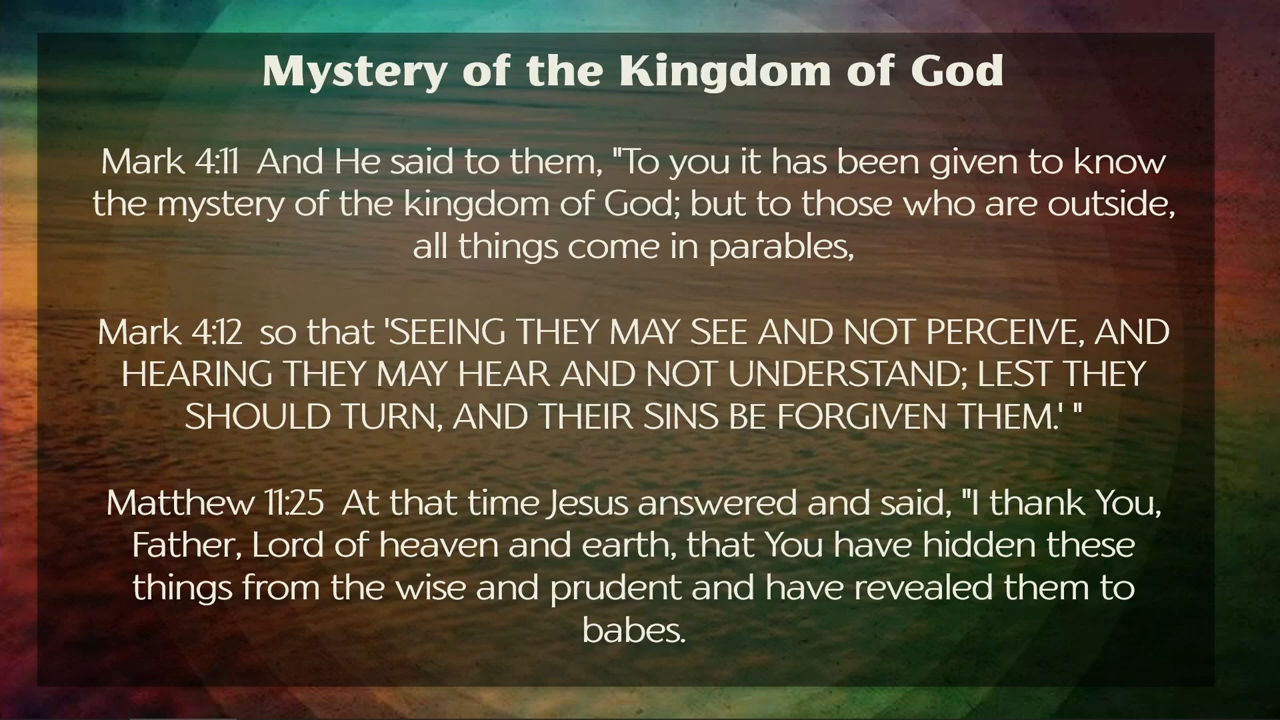 Mystery of the Kingdom of God
Mark 4:11  And He said to them, "To you it has been given to know
the mystery of the kingdom of God; but to those who are outside,
all things come in parables,
Mark 4:12  so that 'SEEING THEY MAY SEE AND NOT PERCEIVE, AND
HEARING THEY MAY HEAR AND NOT UNDERSTAND; LEST THEY
SHOULD TURN, AND THEIR SINS BE FORGIVEN THEM.' "
Matthew 11:25  At that time Jesus answered and said, "I thank You,
Father, Lord of heaven and earth, that You have hidden these
things from the wise and prudent and have revealed them to
babes.